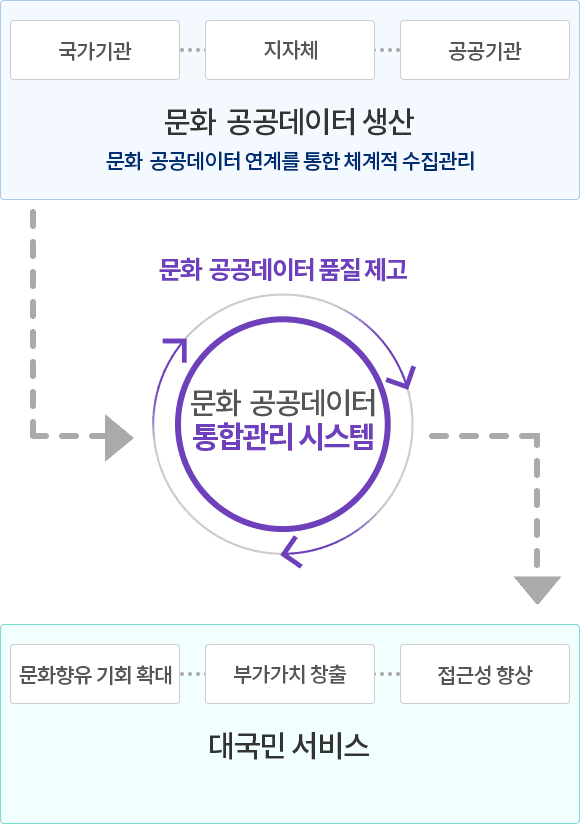 국가기관
지자체
공공기관
문화 공공데이터 생산
문화 공공데이터 연계를 통한 체계적 수집관리
문화 공공데이터 품질 제고
문화 공공데이터
통합관리 시스템
문화향유 기회 확대
부가가치 창출
접근성 향상
대국민 서비스